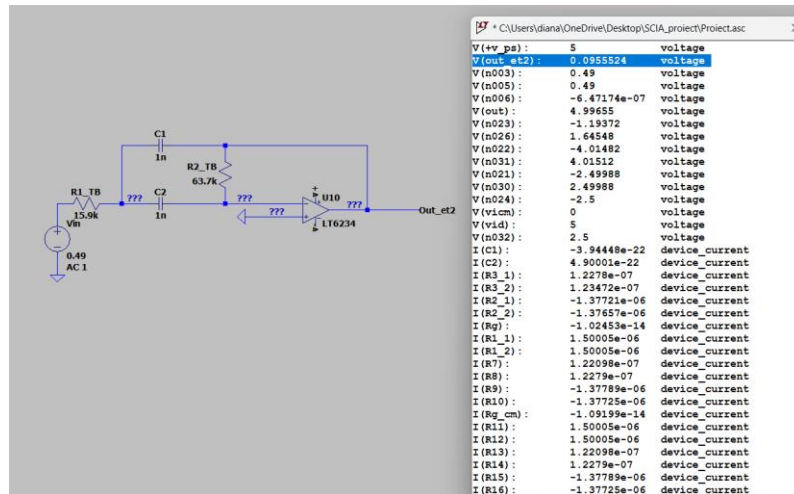 C1
1n
R2_TB
63.7k
R1_TB
???
C2
???
U10
???
15.9k
1n
???
LT6234
Out_et2
Vin
0.49
AC 1
* C:\Users\diana\OneDrive\Desktop\SCIA_proiect\Proiect.asc
V(+v_ps): 5 voltage
V(out_et2): 0.0955524 voltage
V(n003): 0.49 voltage
V(n005): 0.49 voltage
V(n006): -6.47174e-07 voltage
V(out): 4.99655 voltage
V(n023): -1.19372 voltage
V(n026): 1.64548 voltage
V(n022): -4.01482 voltage
V(n031): 4.01512 voltage
V(n021): -2.49988 voltage
V(n030): 2.49988 voltage
V(n024): -2.5 voltage
V(vicm): 0 voltage
V(vid): 5 voltage
V(n032): 2.5 voltage
I(C1): -3.94448e-22 device_current
I(C2): 4.90001e-22 device_current
I(R3_1): 1.2278e-07 device_current
I(R3_2): 1.23472e-07 device_current
I(R2_1): -1.37721e-06 device_current
I(R2_2): -1.37657e-06 device_current
I(Rg): -1.02453e-14 device_current
I(R1_1): 1.50005e-06 device_current
I(R1_2): 1.50005e-06 device_current
I(R7): 1.22098e-07 device_current
I(R8): 1.2279e-07 device_current
I(R9): -1.37789e-06 device_current
I(R10): -1.37725e-06 device_current
I(Rg_cm): -1.09199e-14 device_current
I(R11): 1.50005e-06 device_current
I(R12): 1.50005e-06 device_current
I(R13): 1.22098e-07 device_current
I(R14): 1.2279e-07 device_current
I(R15): -1.37789e-06 device_current
I(R16): -1.37725e-06 device_current